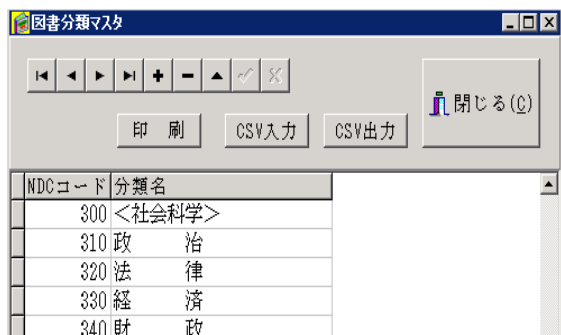 図書分類マスタ
閉じる(C)
印　刷 CSV入力 CSV出力
NDCコード 分類名
300 <社会科学>
310 政　　治
320 法　　律
330 経　　済
340 財　　政